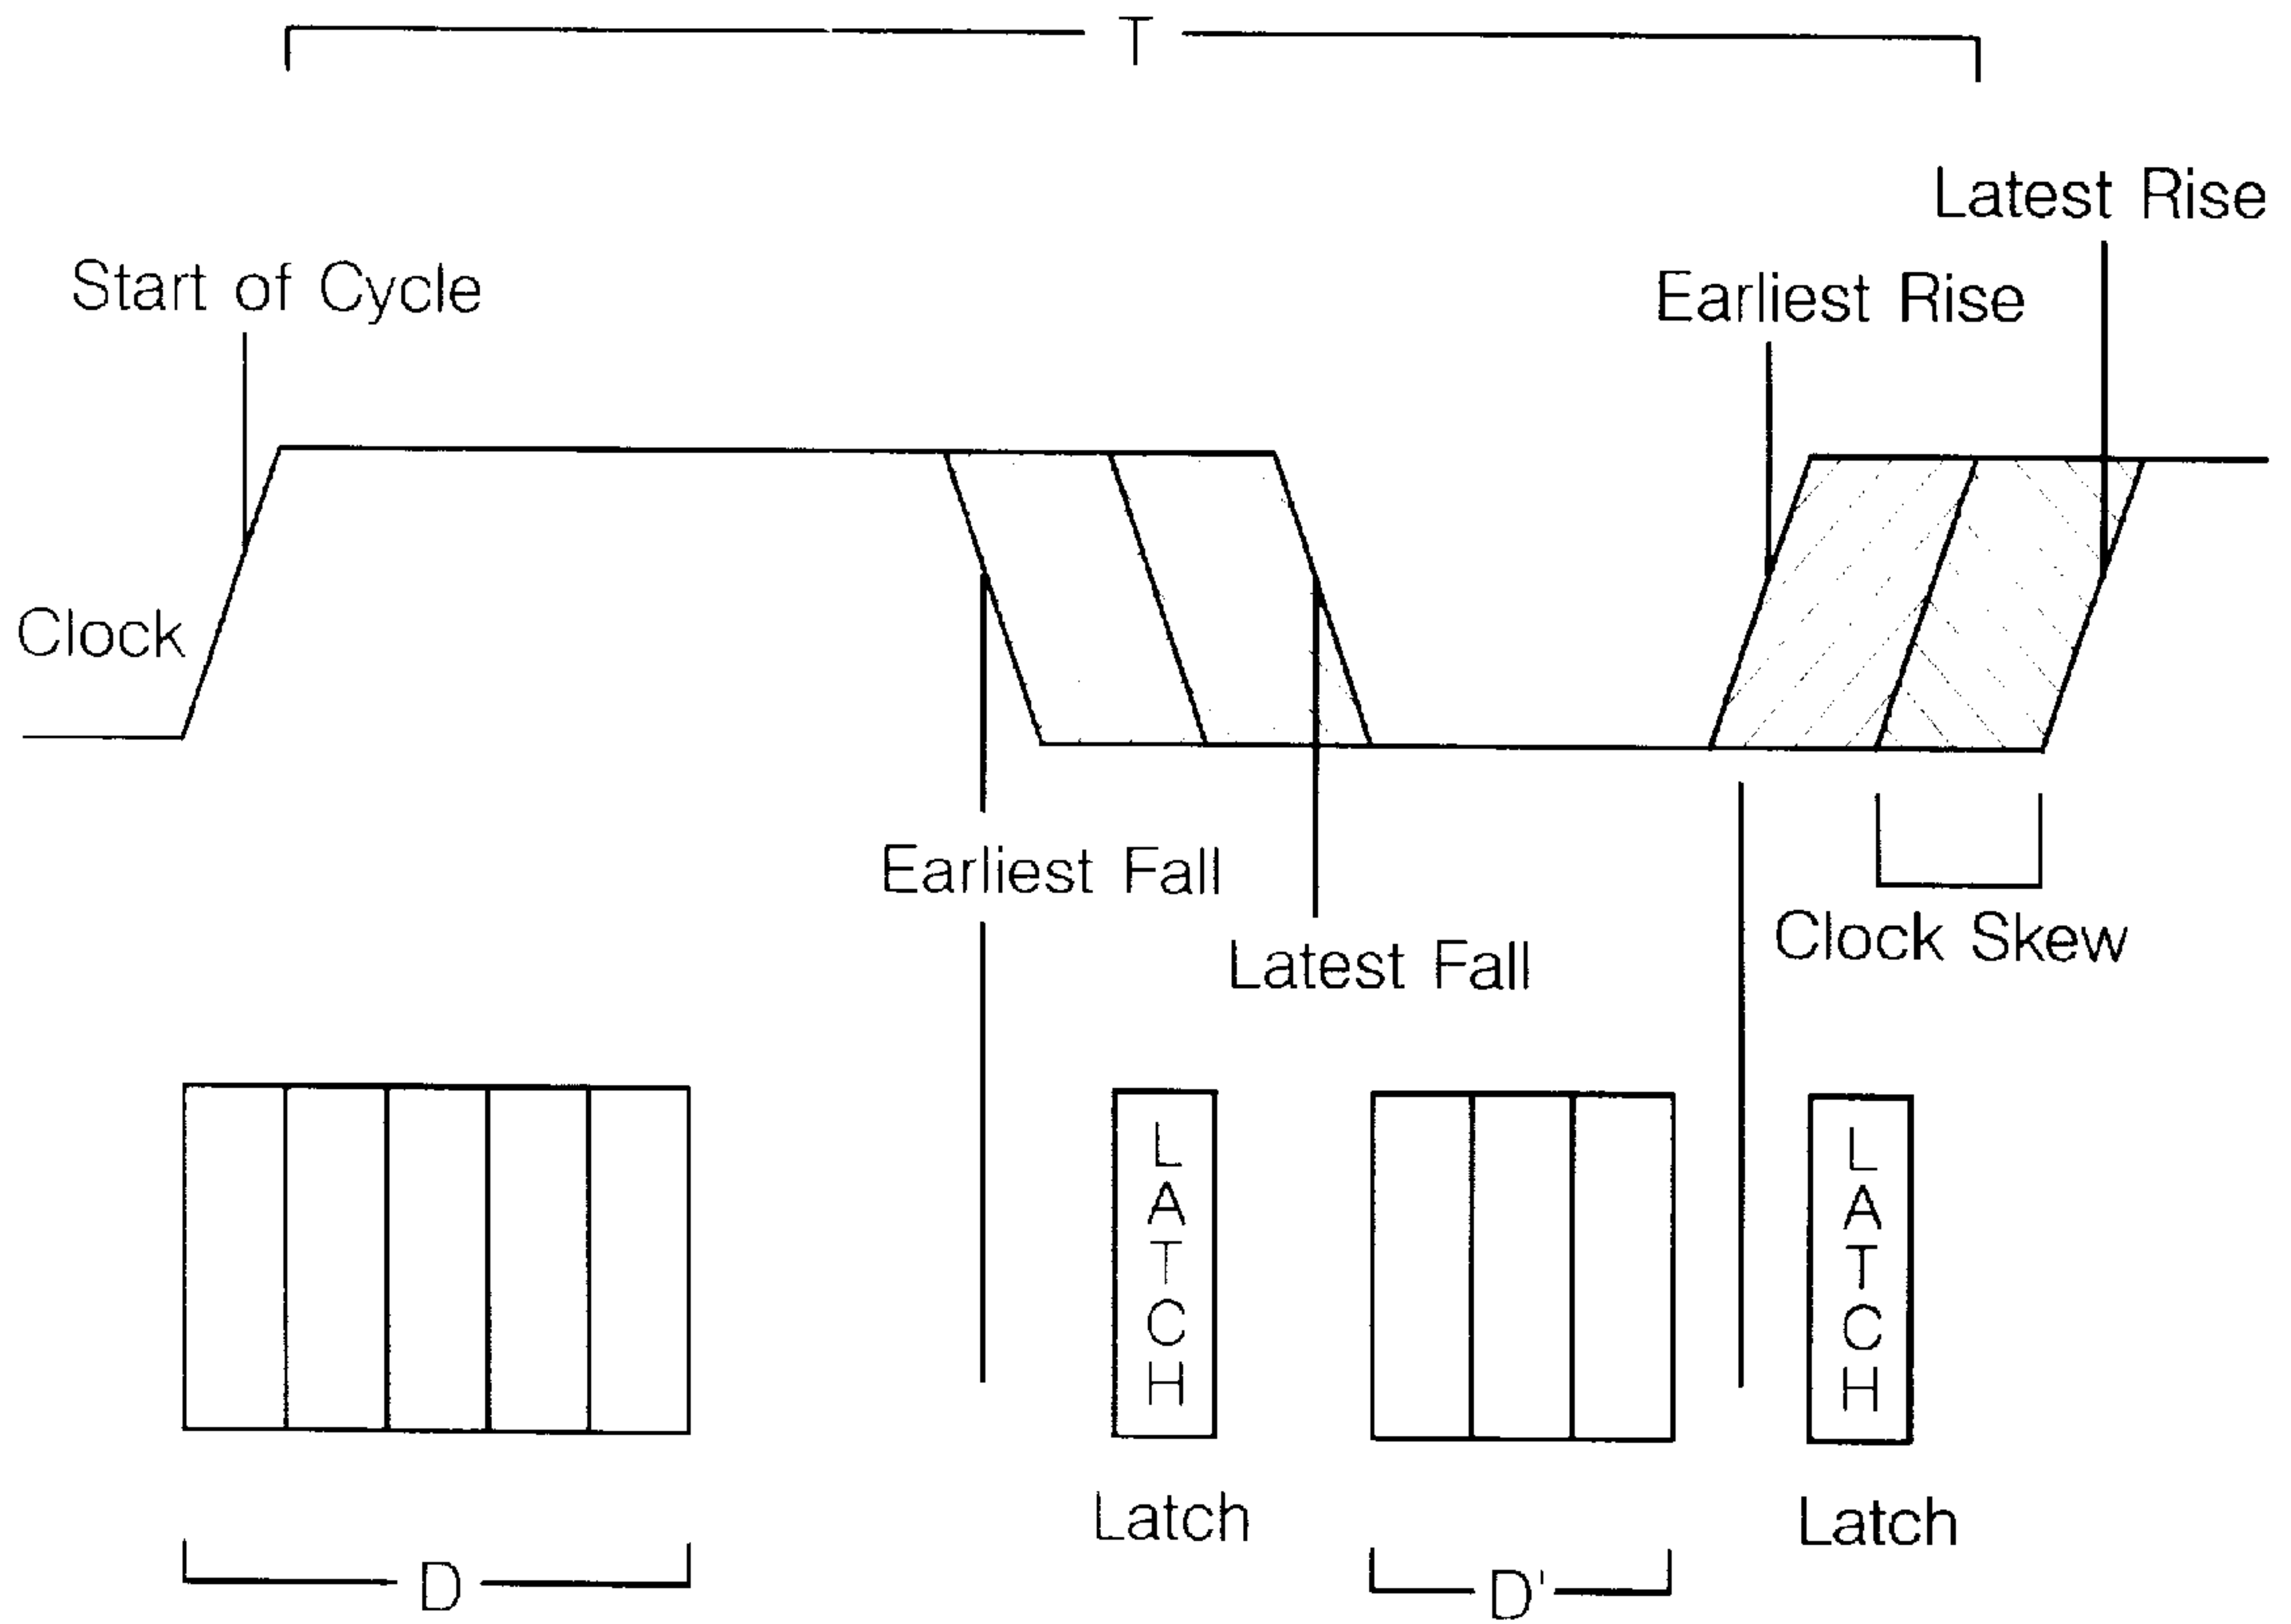 T
Latest Rise
Start of Cycle
Earliest Rise
Clock
Earliest Fall
Clock Skew
Latest Fall
LATCH
LATCH
Latch
Latch
D
D'